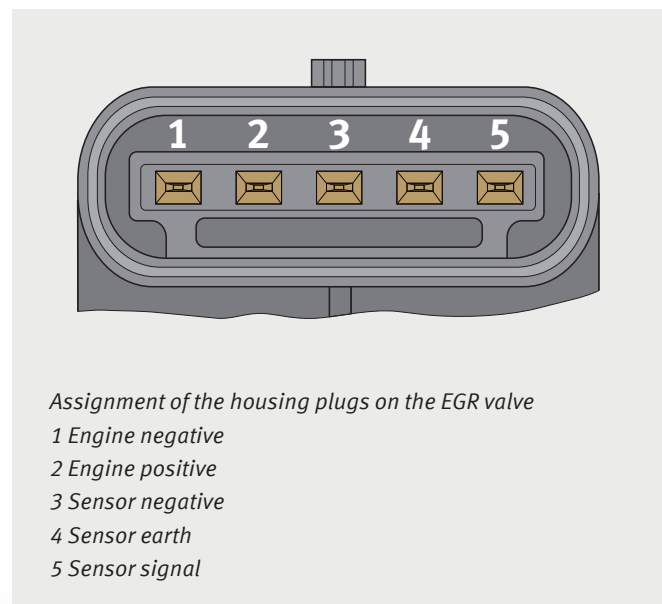 1 2 3 4 5
Assignment of the housing plugs on the EGR valve
1 Engine negative
2 Engine positive
3 Sensor negative
4 Sensor earth
5 Sensor signal